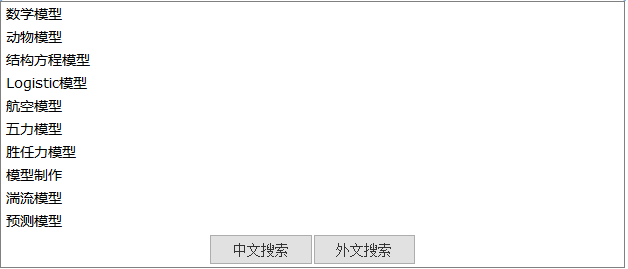 数学模型
动物模型
结构方程模型
Logistic模型
航空模型
五力模型
胜任力模型
模型制作
湍流模型
预测模型
中文搜索 外文搜索